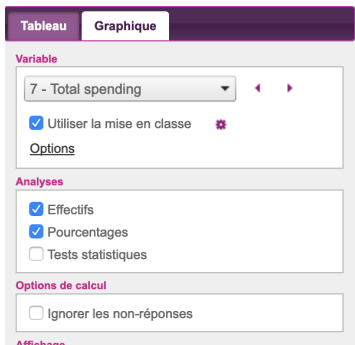 Tableau Graphique
Variable
7 - Total spending
Utiliser la mise en classe
Options
Analyses
Effectifs
Pourcentages
Tests statistiques
Options de calcul
Ignorer les non-réponses
Affichage